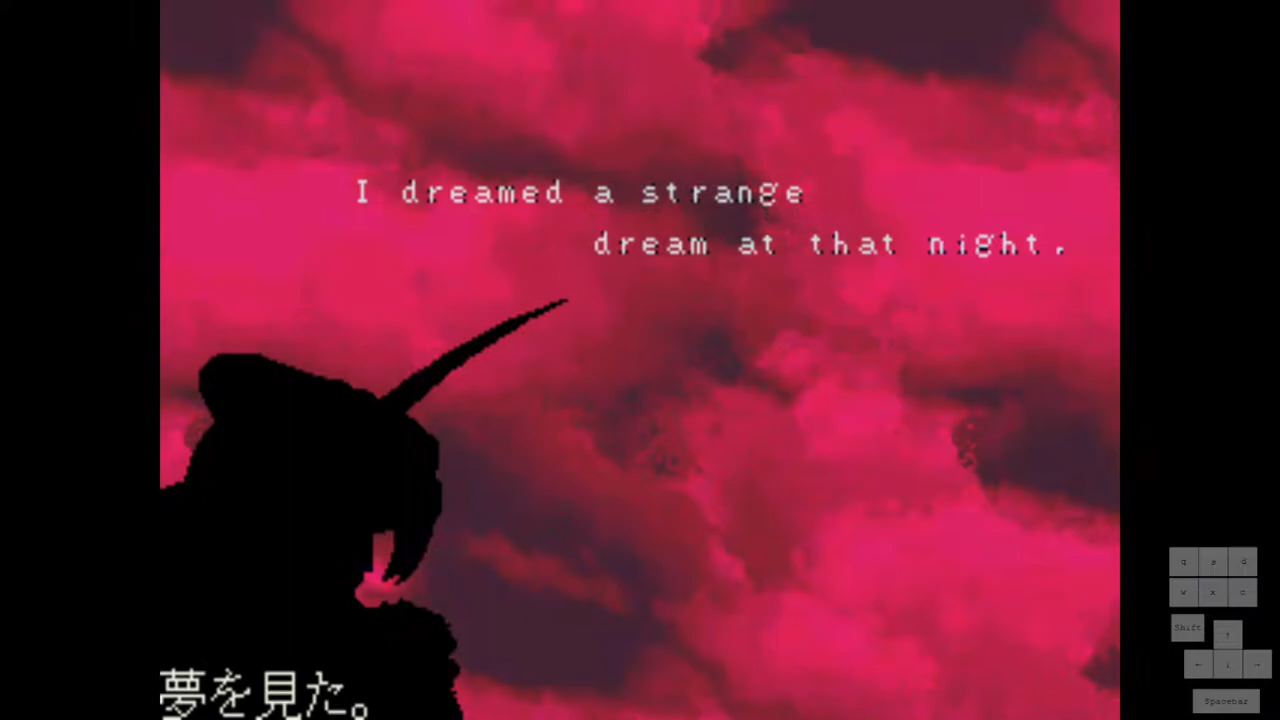 I dreamed a strange
dream at that night.
夢を見た。
q s d
w x c
Shift
↑
← ↓ →
Spacebar